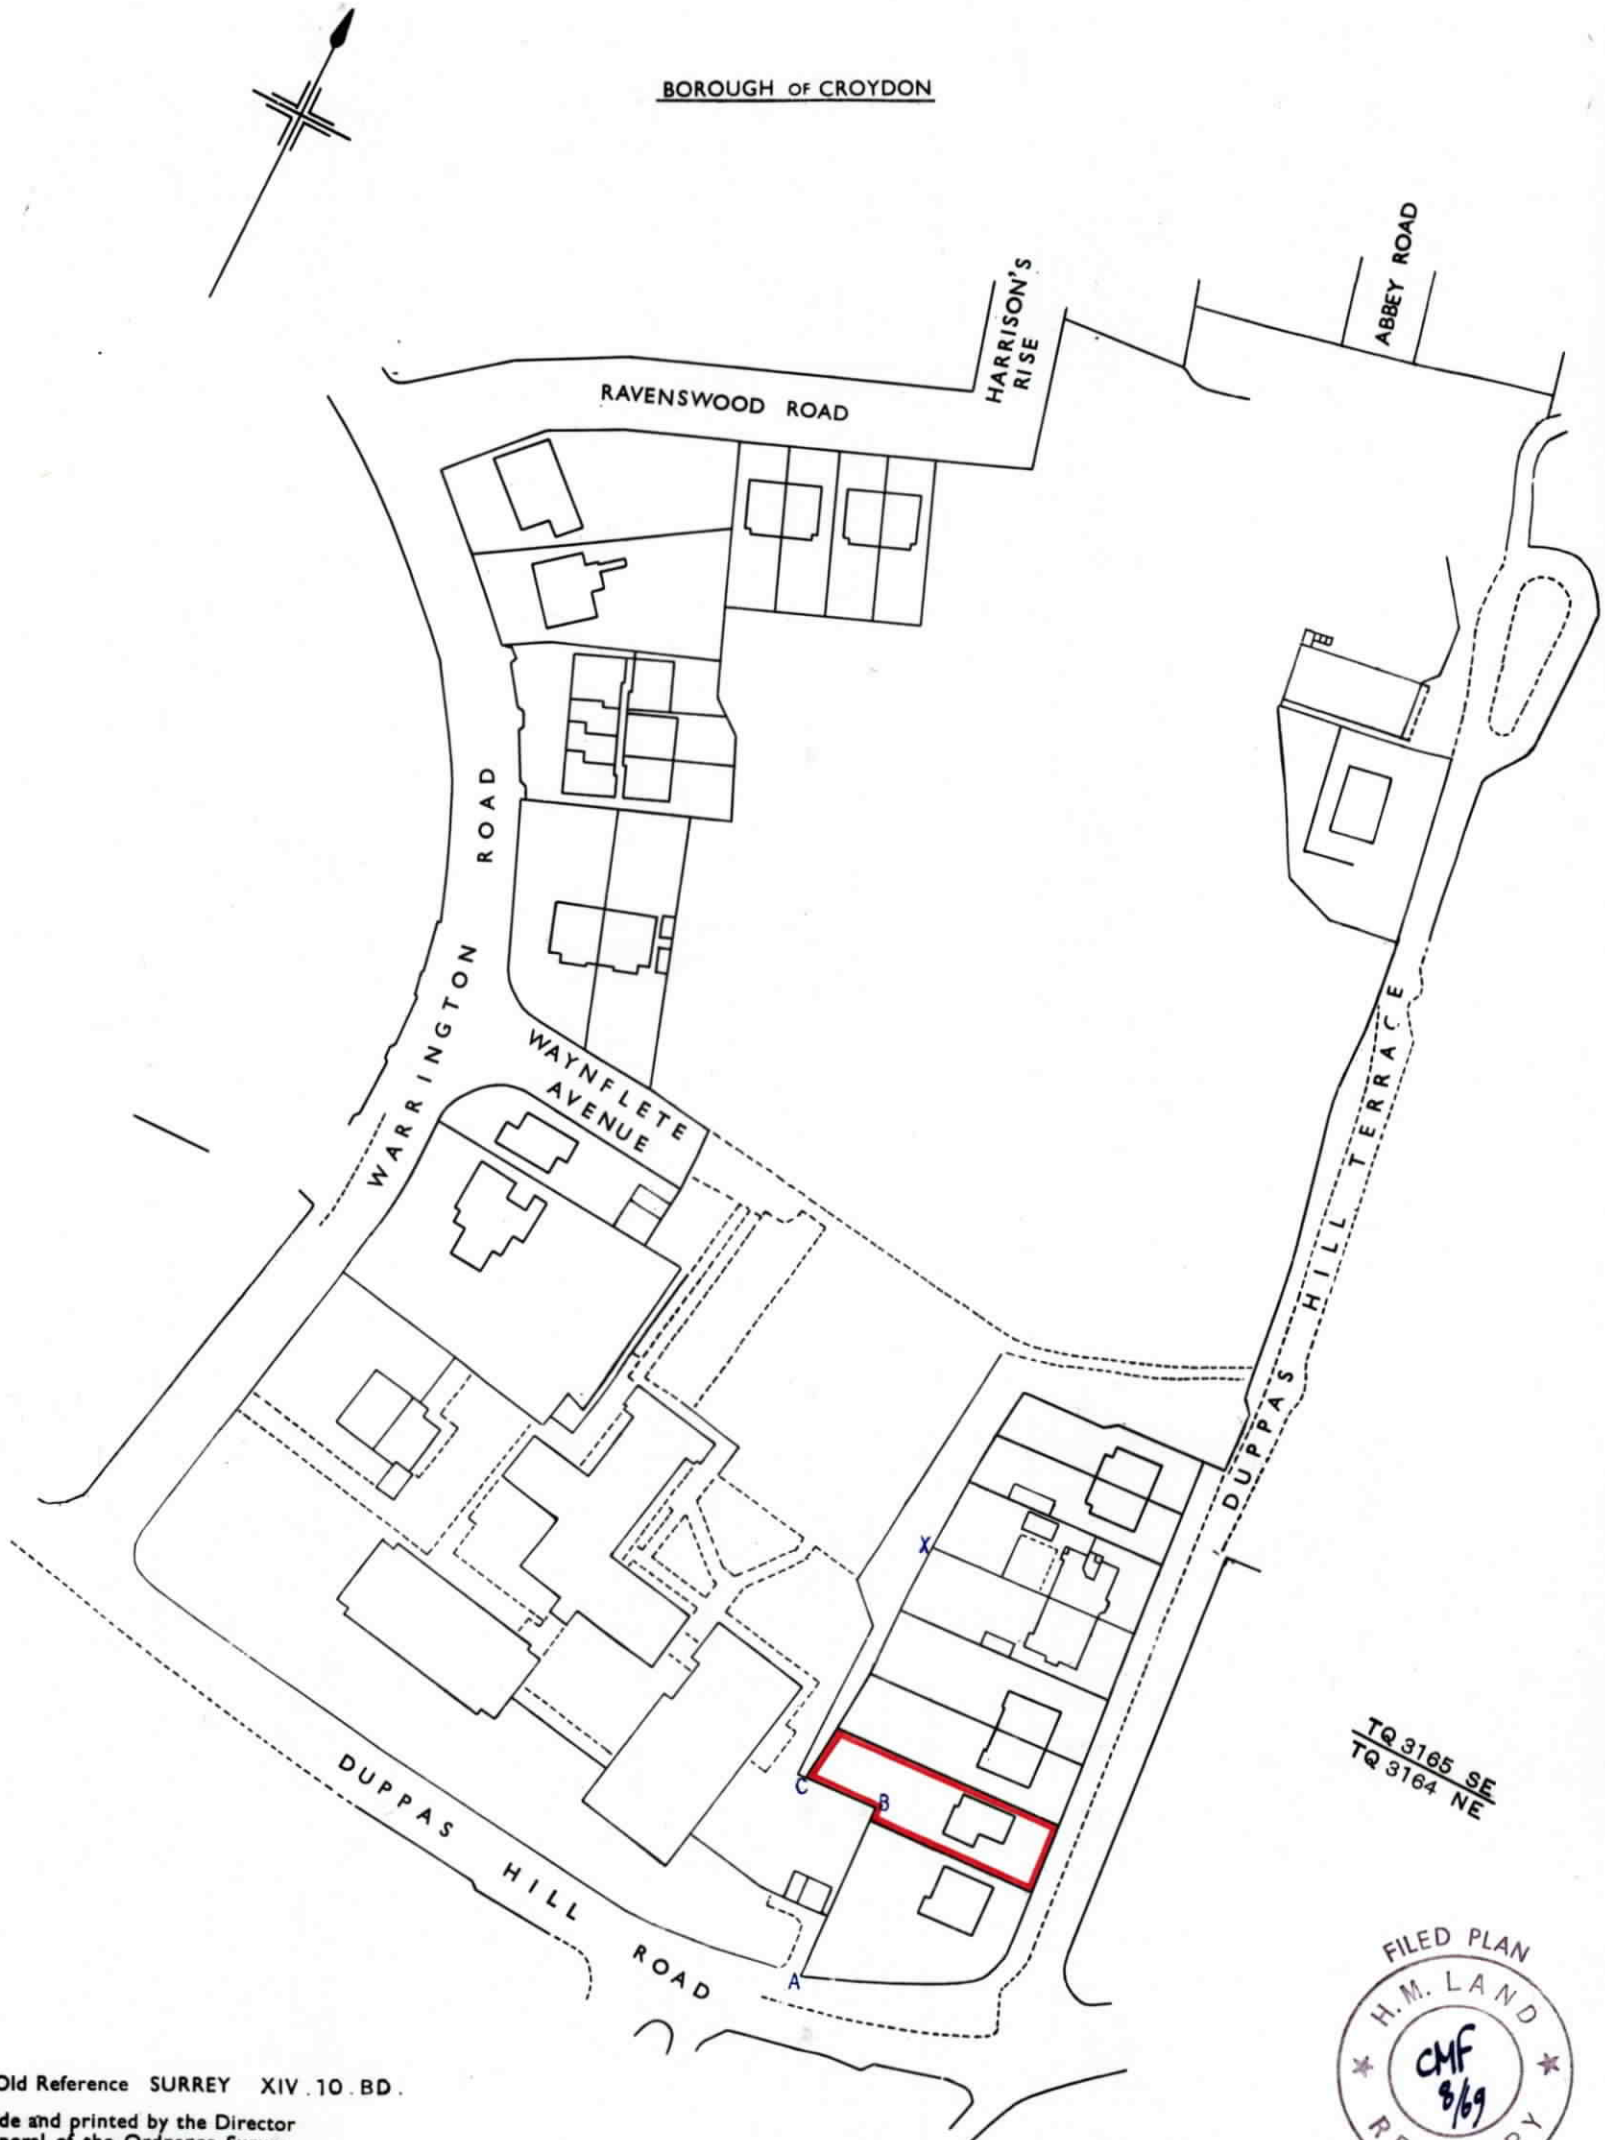 BOROUGH OF CROYDON
ABBEY ROAD
HARRISON'S
RISE
RAVENSWOOD ROAD
WARRINGTON ROAD
WAYNFLETE
AVENUE
DUPPAS HILL TERRACE
X
C
B
A
DUPPAS HILL ROAD
TQ 3165 SE
TQ 3164 NE
FILED PLAN
H.M. LAND
CMF
8/69
Old Reference SURREY XIV.10.BD.
de and printed by the Director